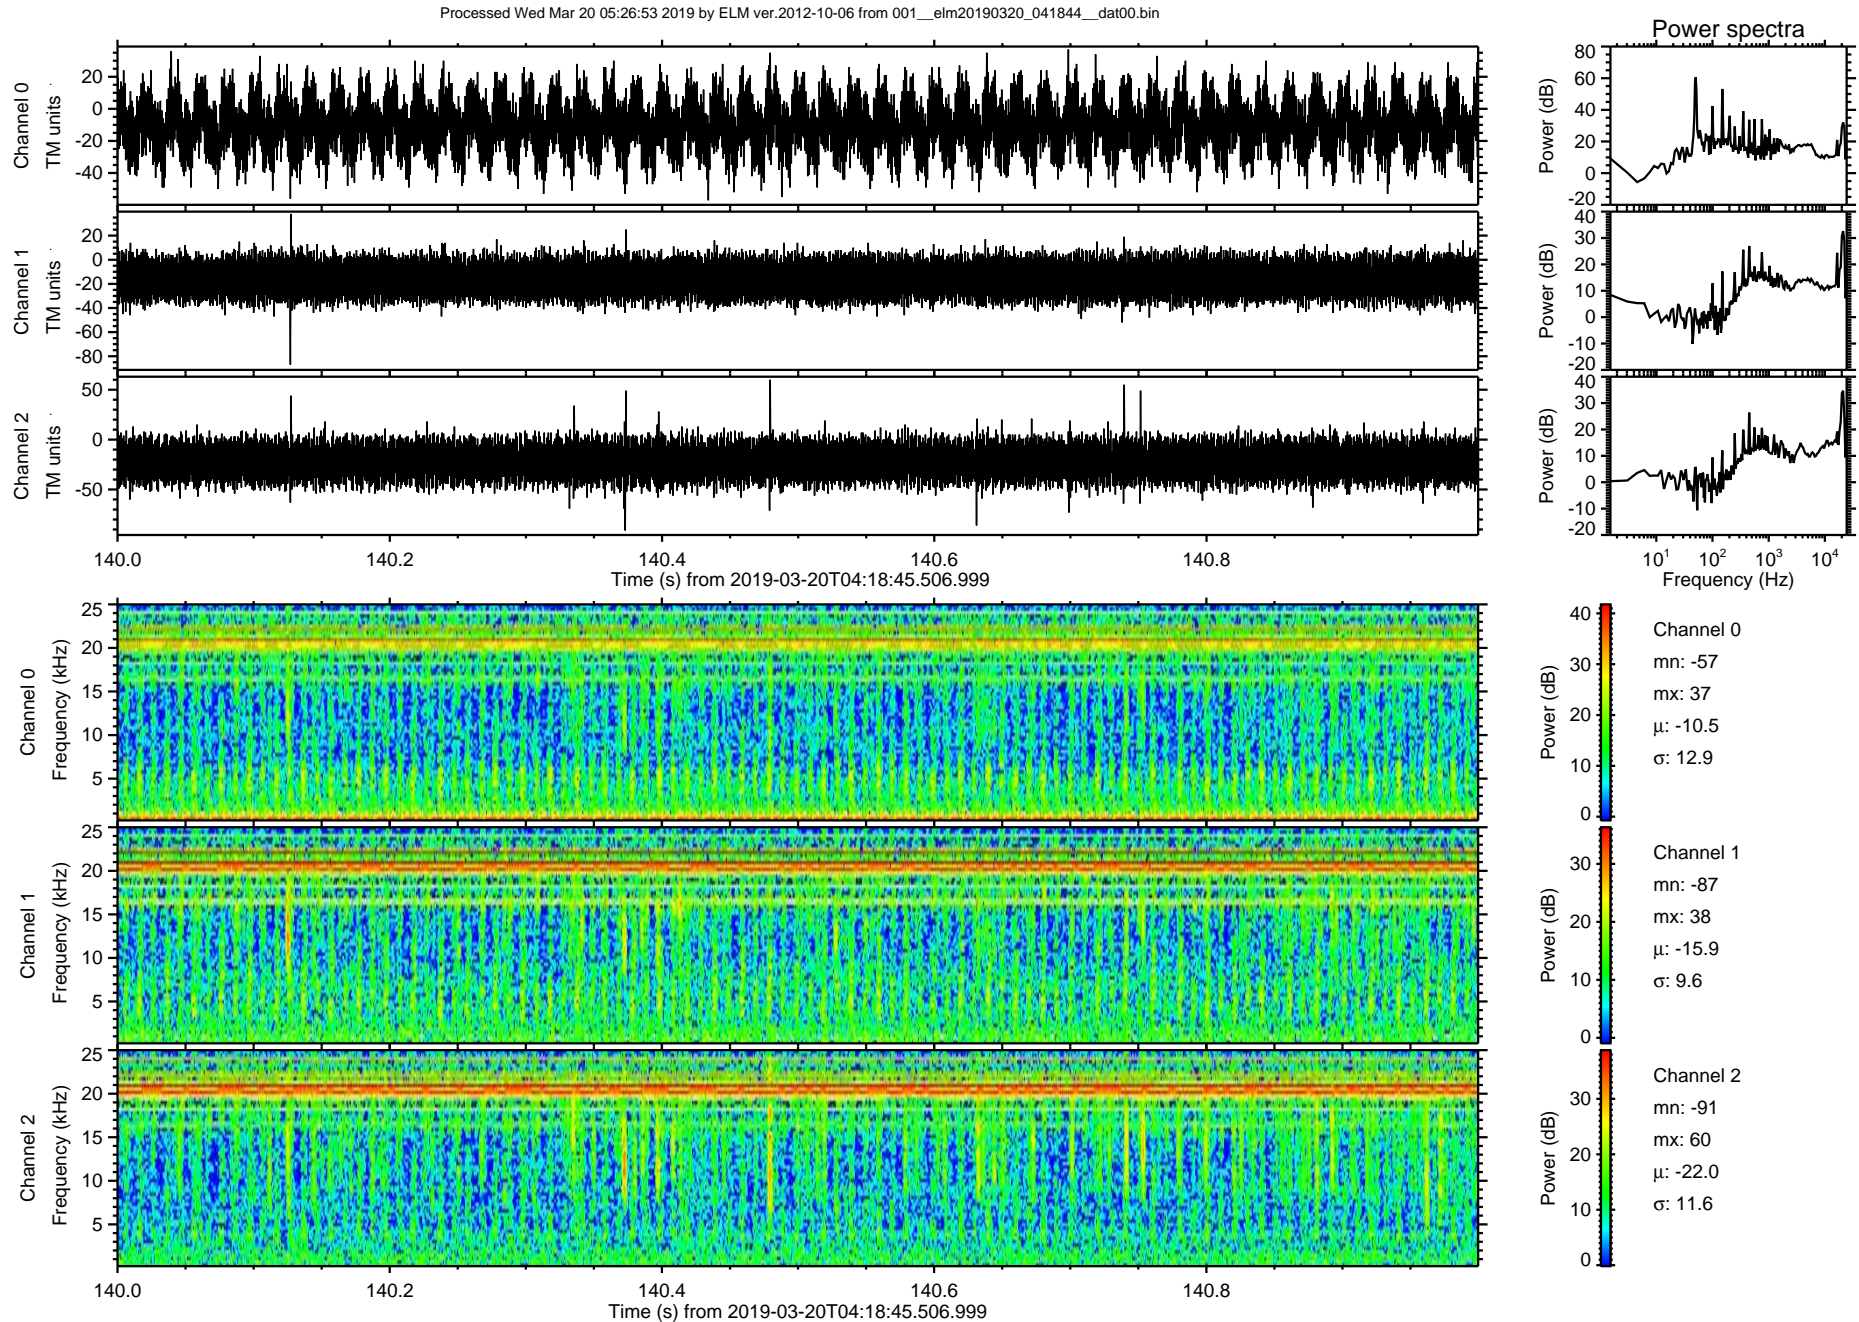 Processed Wed Mar 20 05:26:53 2019 by ELM ver.2012-10-06 from 001__elm20190320_041844__dat00.bin
Power spectra
Channel 0
TM units
20
0
-20
-40
Power (dB)
80
60
40
20
0
-20
Channel 1
TM units
20
0
-20
-40
-60
-80
Power (dB)
40
30
20
10
0
-10
-20
Channel 2
TM units
50
0
-50
Power (dB)
40
30
20
10
0
-10
-20
140.0 140.2 140.4 140.6 140.8
Time (s) from 2019-03-20T04:18:45.506.999
10^1 10^2 10^3 10^4
Frequency (Hz)
Channel 0
Frequency (kHz)
25
20
15
10
5
Power (dB)
40
30
20
10
0
Channel 0
mn: -57
mx: 37
μ: -10.5
σ: 12.9
Channel 1
Frequency (kHz)
25
20
15
10
5
Power (dB)
30
20
10
0
Channel 1
mn: -87
mx: 38
μ: -15.9
σ: 9.6
Channel 2
Frequency (kHz)
25
20
15
10
5
Power (dB)
30
20
10
0
Channel 2
mn: -91
mx: 60
μ: -22.0
σ: 11.6
140.0 140.2 140.4 140.6 140.8
Time (s) from 2019-03-20T04:18:45.506.999